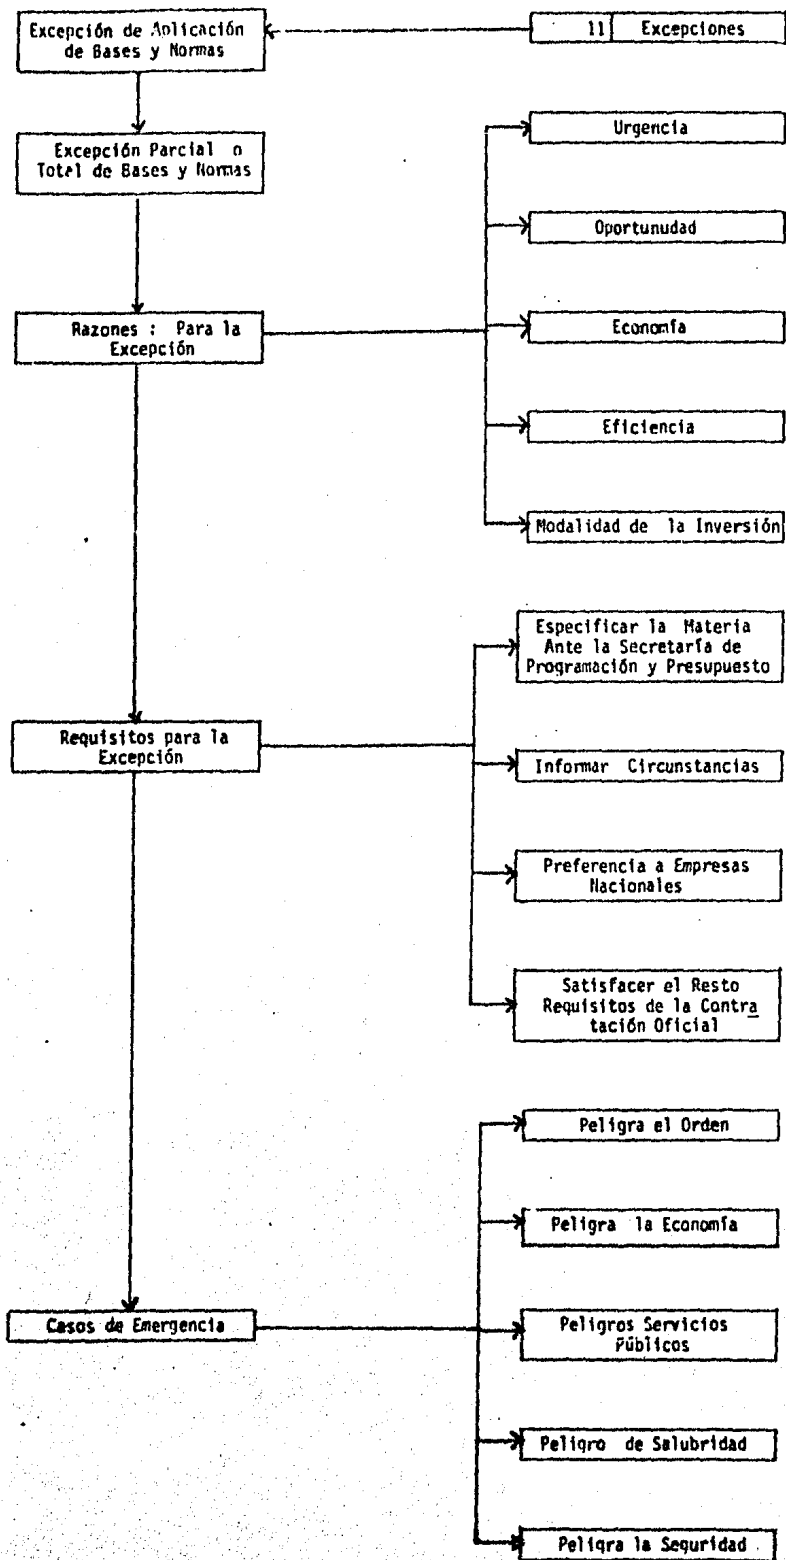 Excepción de Aplicación
de Bases y Normas
11 Excepciones
Excepción Parcial o
Total de Bases y Normas
Urgencia
Oportunudad
Razones : Para la
Excepción
Economía
Eficiencia
Modalidad de la Inversión
Especificar la Materia
Ante la Secretaría de
Programación y Presupuesto
Requisitos para la
Excepción
Informar Circunstancias
Preferencia a Empresas
Nacionales
Satisfacer el Resto
Requisitos de la Contra
tación Oficial
Peligra el Orden
Peligra la Economía
Casos de Emergencia
Peligros Servicios
Públicos
Peligro de Salubridad
Peligra la Seguridad